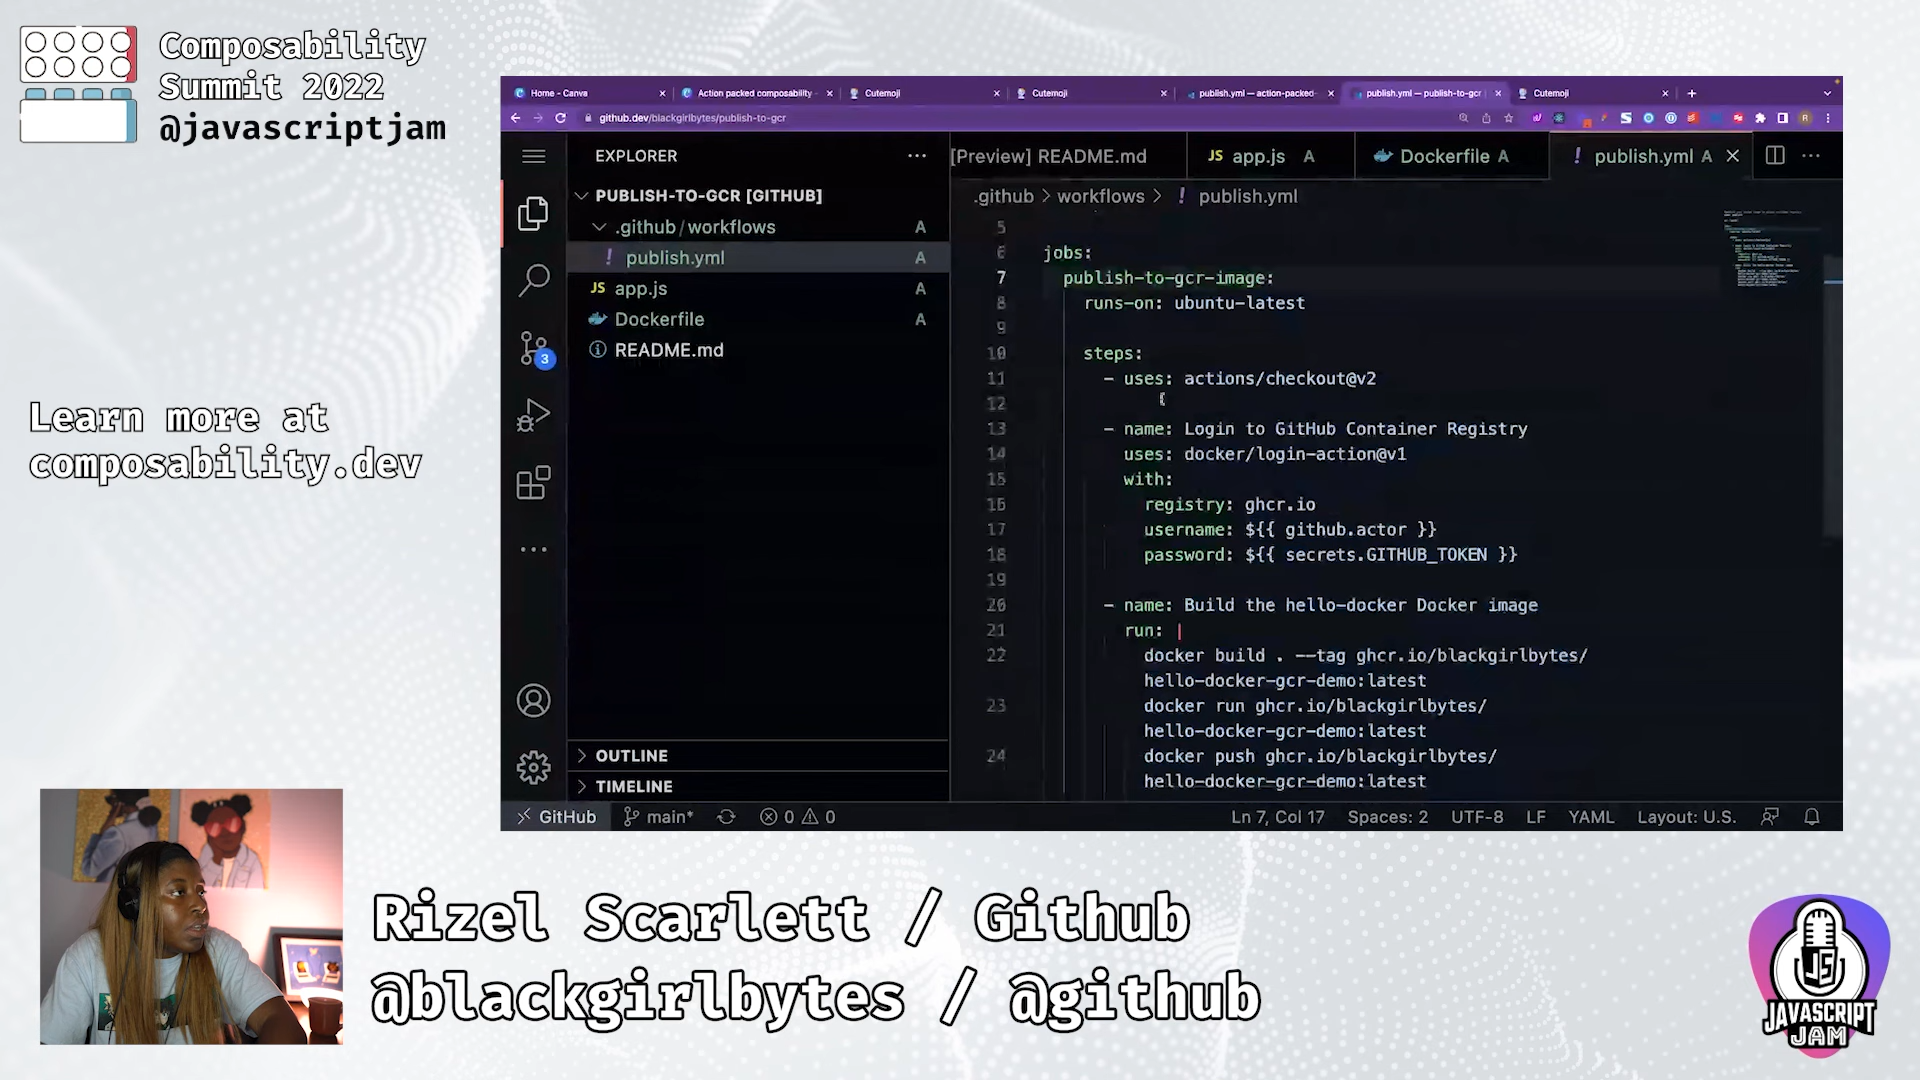 Composability
Summit 2022
@javascriptjam
Learn more at
composability.dev
Home - Canva
Action packed composability -
Cutemoji
Cutemoji
publish.yml — action-packed-
publish.yml — publish-to-gcr
Cutemoji
github.dev/blackgirlbytes/publish-to-gcr
EXPLORER
PUBLISH-TO-GCR [GITHUB]
.github / workflows A
! publish.yml A
JS app.js A
Dockerfile A
README.md
OUTLINE
TIMELINE
[Preview] README.md
JS app.js A
Dockerfile A
! publish.yml A
.github > workflows > ! publish.yml
5
6 jobs:
7 publish-to-gcr-image:
8 runs-on: ubuntu-latest
9
10 steps:
11 - uses: actions/checkout@v2
12
13 - name: Login to GitHub Container Registry
14 uses: docker/login-action@v1
15 with:
16 registry: ghcr.io
17 username: ${{ github.actor }}
18 password: ${{ secrets.GITHUB_TOKEN }}
19
20 - name: Build the hello-docker Docker image
21 run: |
22 docker build . --tag ghcr.io/blackgirlbytes/
hello-docker-gcr-demo:latest
23 docker run ghcr.io/blackgirlbytes/
hello-docker-gcr-demo:latest
24 docker push ghcr.io/blackgirlbytes/
hello-docker-gcr-demo:latest
3
GitHub main* 0 0 Ln 7, Col 17 Spaces: 2 UTF-8 LF YAML Layout: U.S.
Rizel Scarlett / Github
@blackgirlbytes / @github
JS
JAVASCRIPT
JAM